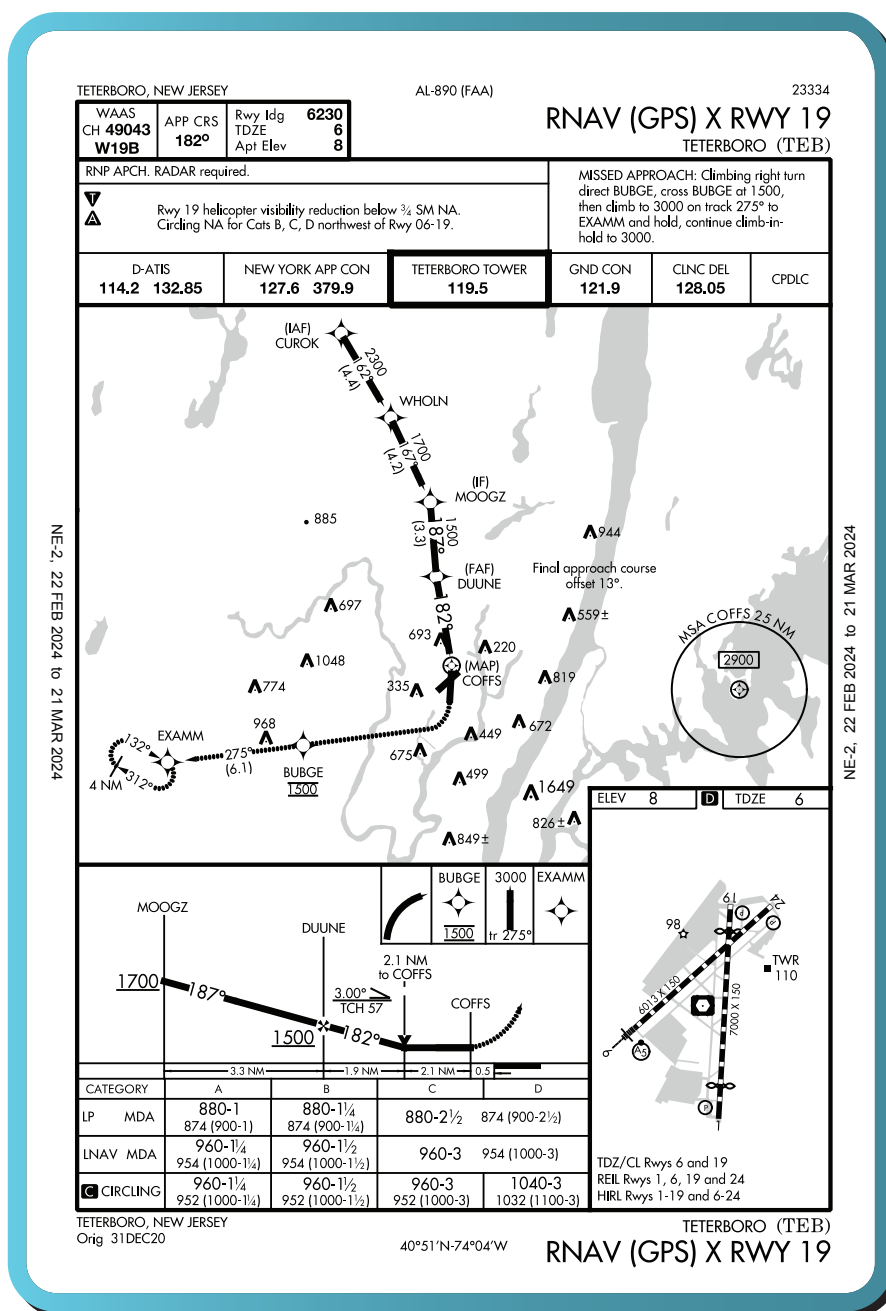 TETERBORO, NEW JERSEY
AL-890 (FAA)
23334
WAAS
CH 49043
W19B
APP CRS
182°
Rwy ldg 6230
TDZE 6
Apt Elev 8
RNAV (GPS) X RWY 19
TETERBORO (TEB)
RNP APCH. RADAR required.
T
A
Rwy 19 helicopter visibility reduction below ¾ SM NA.
Circling NA for Cats B, C, D northwest of Rwy 06-19.
MISSED APPROACH: Climbing right turn
direct BUBGE, cross BUBGE at 1500,
then climb to 3000 on track 275° to
EXAMM and hold, continue climb-in-
hold to 3000.
D-ATIS
114.2 132.85
NEW YORK APP CON
127.6 379.9
TETERBORO TOWER
119.5
GND CON
121.9
CLNC DEL
128.05
CPDLC
(IAF)
CUROK
2300
162°
(4.4)
WHOLN
1700
167°
(4.2)
(IF)
MOOGZ
885
1500
187°
(3.3)
944
(FAF)
DUUNE
Final approach course
offset 13°.
182°
697
559±
693
220
(MAP)
COFFS
1048
774
335
819
MSA COFFS 25 NM
2900
968
EXAMM
132°
312°
4 NM
275°
(6.1)
BUBGE
1500
449
672
675
499
1649
826±
849±
NE-2, 22 FEB 2024 to 21 MAR 2024
NE-2, 22 FEB 2024 to 21 MAR 2024
ELEV 8
D
TDZE 6
19
24
P
P
98
TWR
110
6013 X 150
7000 X 150
6
A5
P
1
TDZ/CL Rwys 6 and 19
REIL Rwys 1, 6, 19 and 24
HIRL Rwys 1-19 and 6-24
BUBGE
1500
3000
tr 275°
EXAMM
MOOGZ
DUUNE
2.1 NM
to COFFS
COFFS
1700
187°
3.00°
TCH 57
1500
182°
3.3 NM
1.9 NM
2.1 NM
0.5
CATEGORY A B C D
LP MDA
880-1
874 (900-1)
880-1¼
874 (900-1¼)
880-2½ 874 (900-2½)
LNAV MDA
960-1¼
954 (1000-1¼)
960-1½
954 (1000-1½)
960-3 954 (1000-3)
C CIRCLING
960-1¼
952 (1000-1¼)
960-1½
952 (1000-1½)
960-3
952 (1000-3)
1040-3
1032 (1100-3)
TETERBORO, NEW JERSEY
Orig 31DEC20
40°51'N-74°04'W
TETERBORO (TEB)
RNAV (GPS) X RWY 19